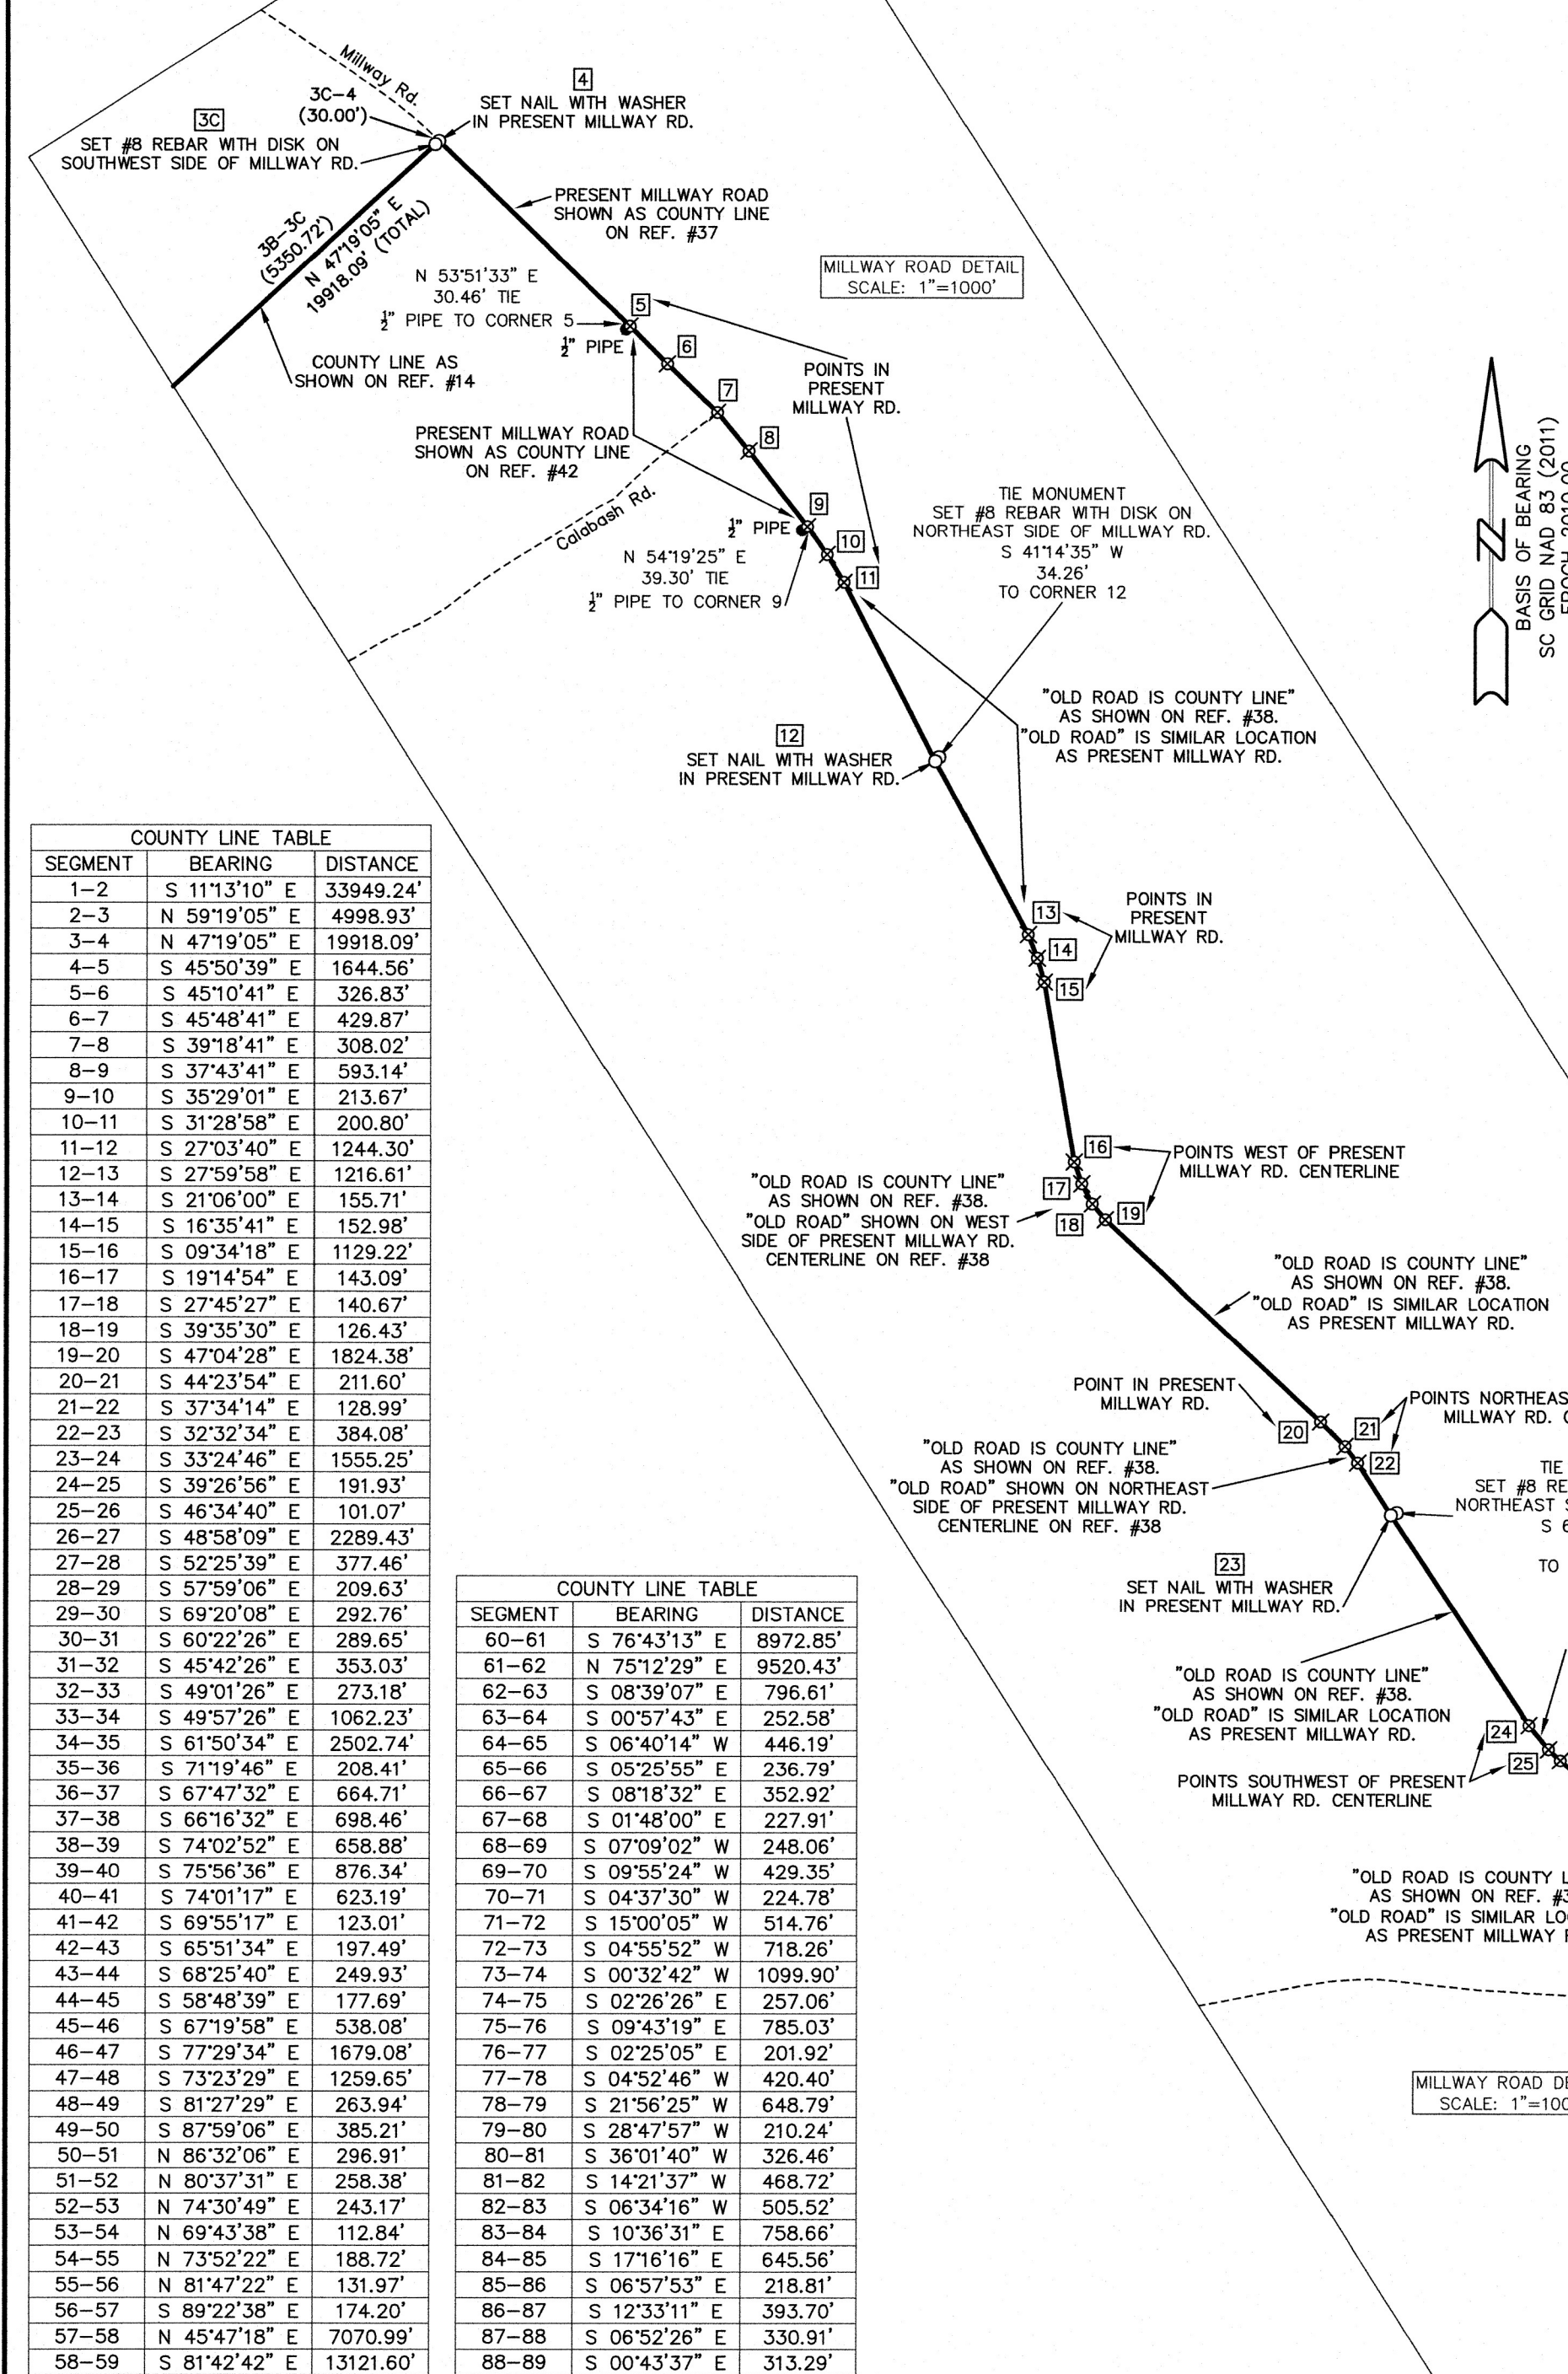 Millway Rd.
3C-4
(30.00')
3C
SET #8 REBAR WITH DISK ON
SOUTHWEST SIDE OF MILLWAY RD.
4
SET NAIL WITH WASHER
IN PRESENT MILLWAY RD.
3B-3C
(5350.72')
N 47°19'05" E
19918.09' (TOTAL)
COUNTY LINE AS
SHOWN ON REF. #14
PRESENT MILLWAY ROAD
SHOWN AS COUNTY LINE
ON REF. #37
MILLWAY ROAD DETAIL
SCALE: 1"=1000'
N 53°51'33" E
30.46' TIE
½" PIPE TO CORNER 5
5
½" PIPE
6
7
8
POINTS IN
PRESENT
MILLWAY RD.
PRESENT MILLWAY ROAD
SHOWN AS COUNTY LINE
ON REF. #42
Calabash Rd.
9
½" PIPE
10
11
N 54°19'25" E
39.30' TIE
½" PIPE TO CORNER 9
TIE MONUMENT
SET #8 REBAR WITH DISK ON
NORTHEAST SIDE OF MILLWAY RD.
S 41°14'35" W
34.26'
TO CORNER 12
N
BASIS OF BEARING
SC GRID NAD 83 (2011)
EPOCH 2010.00
"OLD ROAD IS COUNTY LINE"
AS SHOWN ON REF. #38.
"OLD ROAD" IS SIMILAR LOCATION
AS PRESENT MILLWAY RD.
12
SET NAIL WITH WASHER
IN PRESENT MILLWAY RD.
13
14
15
POINTS IN
PRESENT
MILLWAY RD.
16
17
18
19
POINTS WEST OF PRESENT
MILLWAY RD. CENTERLINE
"OLD ROAD IS COUNTY LINE"
AS SHOWN ON REF. #38.
"OLD ROAD" SHOWN ON WEST
SIDE OF PRESENT MILLWAY RD.
CENTERLINE ON REF. #38
"OLD ROAD IS COUNTY LINE"
AS SHOWN ON REF. #38.
"OLD ROAD" IS SIMILAR LOCATION
AS PRESENT MILLWAY RD.
POINT IN PRESENT
MILLWAY RD.
20
21
22
POINTS NORTHEAS
MILLWAY RD.
"OLD ROAD IS COUNTY LINE"
AS SHOWN ON REF. #38.
"OLD ROAD" SHOWN ON NORTHEAST
SIDE OF PRESENT MILLWAY RD.
CENTERLINE ON REF. #38
TIE
SET #8 RE
NORTHEAST S
S 6
TO
23
SET NAIL WITH WASHER
IN PRESENT MILLWAY RD.
"OLD ROAD IS COUNTY LINE"
AS SHOWN ON REF. #38.
"OLD ROAD" IS SIMILAR LOCATION
AS PRESENT MILLWAY RD.
24
25
POINTS SOUTHWEST OF PRESENT
MILLWAY RD. CENTERLINE
"OLD ROAD IS COUNTY L
AS SHOWN ON REF. #3
"OLD ROAD" IS SIMILAR LO
AS PRESENT MILLWAY
MILLWAY ROAD DE
SCALE: 1"=100
COUNTY LINE TABLE
SEGMENT BEARING DISTANCE
1-2 S 11°13'10" E 33949.24'
2-3 N 59°19'05" E 4998.93'
3-4 N 47°19'05" E 19918.09'
4-5 S 45°50'39" E 1644.56'
5-6 S 45°10'41" E 326.83'
6-7 S 45°48'41" E 429.87'
7-8 S 39°18'41" E 308.02'
8-9 S 37°43'41" E 593.14'
9-10 S 35°29'01" E 213.67'
10-11 S 31°28'58" E 200.80'
11-12 S 27°03'40" E 1244.30'
12-13 S 27°59'58" E 1216.61'
13-14 S 21°06'00" E 155.71'
14-15 S 16°35'41" E 152.98'
15-16 S 09°34'18" E 1129.22'
16-17 S 19°14'54" E 143.09'
17-18 S 27°45'27" E 140.67'
18-19 S 39°35'30" E 126.43'
19-20 S 47°04'28" E 1824.38'
20-21 S 44°23'54" E 211.60'
21-22 S 37°34'14" E 128.99'
22-23 S 32°32'34" E 384.08'
23-24 S 33°24'46" E 1555.25'
24-25 S 39°26'56" E 191.93'
25-26 S 46°34'40" E 101.07'
26-27 S 48°58'09" E 2289.43'
27-28 S 52°25'39" E 377.46'
28-29 S 57°59'06" E 209.63'
29-30 S 69°20'08" E 292.76'
30-31 S 60°22'26" E 289.65'
31-32 S 45°42'26" E 353.03'
32-33 S 49°01'26" E 273.18'
33-34 S 49°57'26" E 1062.23'
34-35 S 61°50'34" E 2502.74'
35-36 S 71°19'46" E 208.41'
36-37 S 67°47'32" E 664.71'
37-38 S 66°16'32" E 698.46'
38-39 S 74°02'52" E 658.88'
39-40 S 75°56'36" E 876.34'
40-41 S 74°01'17" E 623.19'
41-42 S 69°55'17" E 123.01'
42-43 S 65°51'34" E 197.49'
43-44 S 68°25'40" E 249.93'
44-45 S 58°48'39" E 177.69'
45-46 S 67°19'58" E 538.08'
46-47 S 77°29'34" E 1679.08'
47-48 S 73°23'29" E 1259.65'
48-49 S 81°27'29" E 263.94'
49-50 S 87°59'06" E 385.21'
50-51 N 86°32'06" E 296.91'
51-52 N 80°37'31" E 258.38'
52-53 N 74°30'49" E 243.17'
53-54 N 69°43'38" E 112.84'
54-55 N 73°52'22" E 188.72'
55-56 N 81°47'22" E 131.97'
56-57 S 89°22'38" E 174.20'
57-58 N 45°47'18" E 7070.99'
58-59 S 81°42'42" E 13121.60'
COUNTY LINE TABLE
SEGMENT BEARING DISTANCE
60-61 S 76°43'13" E 8972.85'
61-62 N 75°12'29" E 9520.43'
62-63 S 08°39'07" E 796.61'
63-64 S 00°57'43" E 252.58'
64-65 S 06°40'14" W 446.19'
65-66 S 05°25'55" E 236.79'
66-67 S 08°18'32" E 352.92'
67-68 S 01°48'00" E 227.91'
68-69 S 07°09'02" W 248.06'
69-70 S 09°55'24" W 429.35'
70-71 S 04°37'30" W 224.78'
71-72 S 15°00'05" W 514.76'
72-73 S 04°55'52" W 718.26'
73-74 S 00°32'42" W 1099.90'
74-75 S 02°26'26" E 257.06'
75-76 S 09°43'19" E 785.03'
76-77 S 02°25'05" E 201.92'
77-78 S 04°52'46" W 420.40'
78-79 S 21°56'25" W 648.79'
79-80 S 28°47'57" W 210.24'
80-81 S 36°01'40" W 326.46'
81-82 S 14°21'37" W 468.72'
82-83 S 06°34'16" W 505.52'
83-84 S 10°36'31" E 758.66'
84-85 S 17°16'16" E 645.56'
85-86 S 06°57'53" E 218.81'
86-87 S 12°33'11" E 393.70'
87-88 S 06°52'26" E 330.91'
88-89 S 00°43'37" E 313.29'